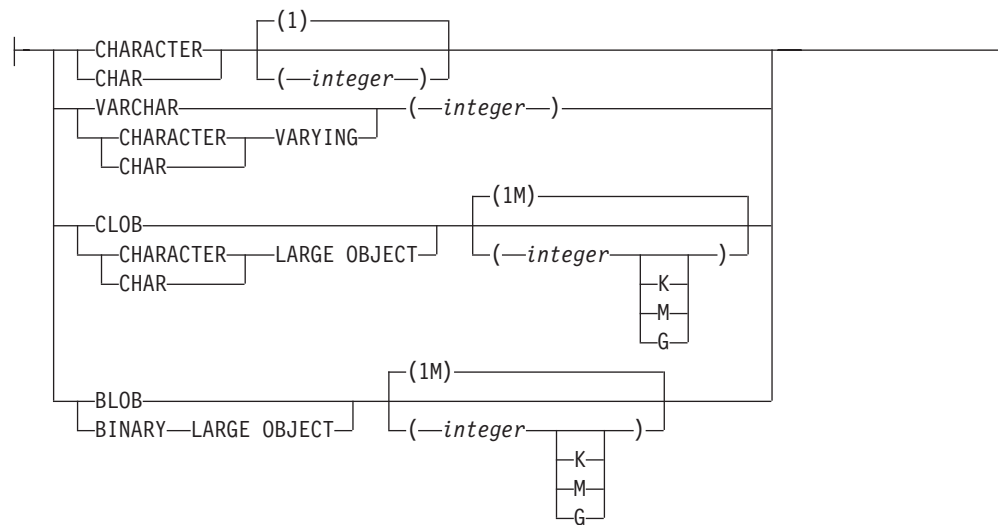 (1)
CHARACTER
CHAR ( integer )
VARCHAR ( integer )
CHARACTER VARYING
CHAR
(1M)
CLOB
CHARACTER LARGE OBJECT ( integer )
CHAR K
M
G
(1M)
BLOB
BINARY LARGE OBJECT ( integer )
K
M
G